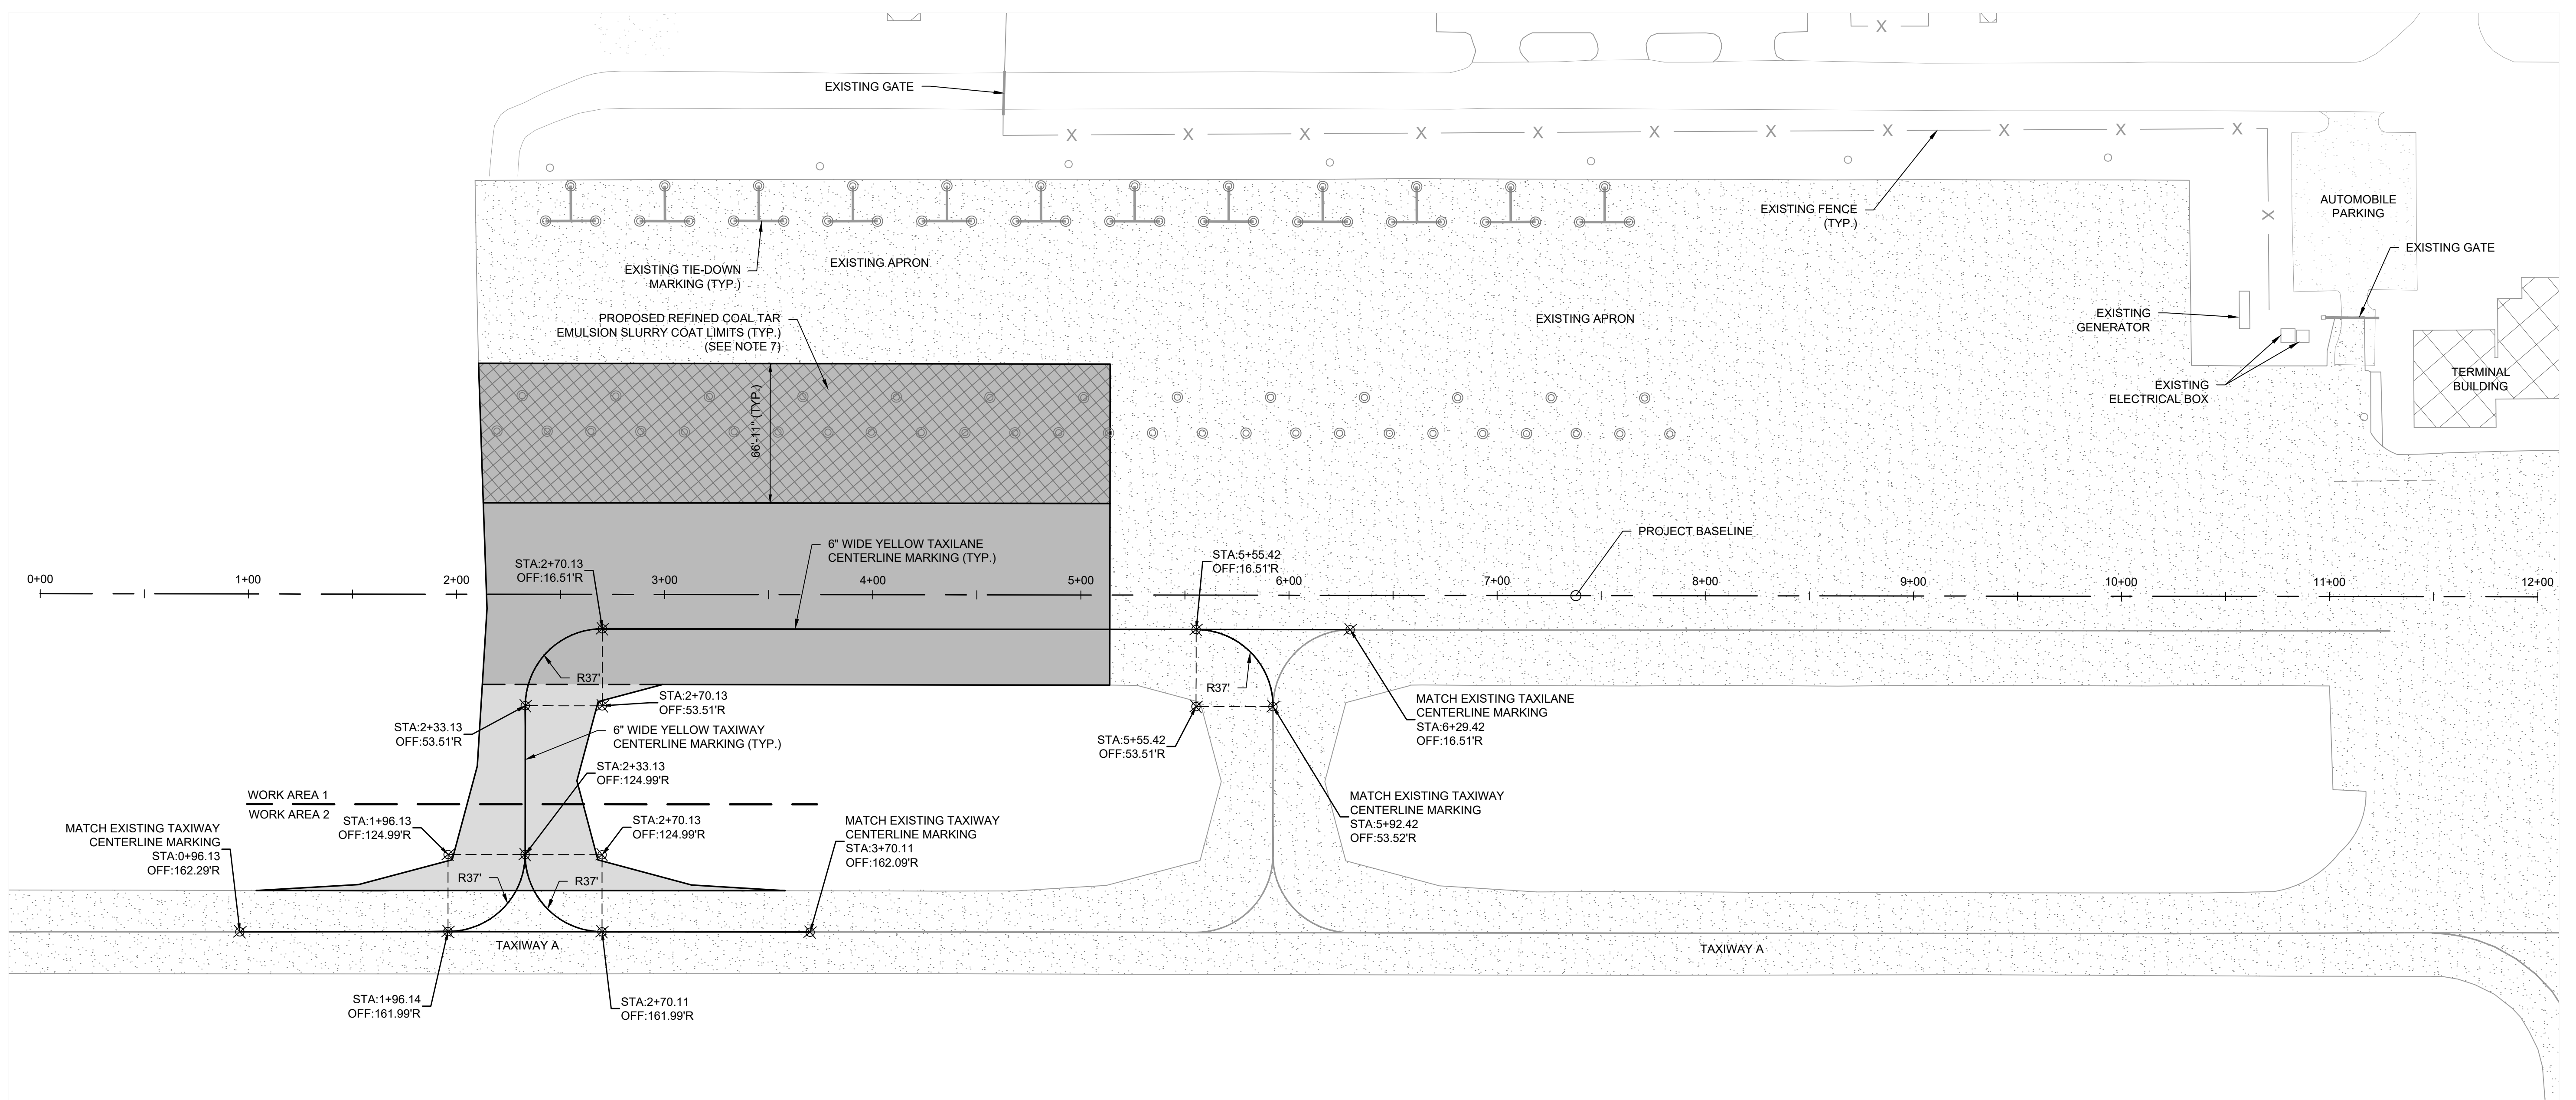 X
EXISTING GATE
X X X X X X X X X X X
AUTOMOBILE
PARKING
EXISTING FENCE
(TYP.)
X
EXISTING GATE
EXISTING TIE-DOWN
MARKING (TYP.)
EXISTING APRON
PROPOSED REFINED COAL TAR
EMULSION SLURRY COAT LIMITS (TYP.)
(SEE NOTE 7)
EXISTING APRON
EXISTING
GENERATOR
EXISTING
ELECTRICAL BOX
TERMINAL
BUILDING
66'-11" (TYP.)
PROJECT BASELINE
6" WIDE YELLOW TAXILANE
CENTERLINE MARKING (TYP.)
STA:2+70.13
OFF:16.51'R
STA:5+55.42
OFF:16.51'R
0+00 1+00 2+00 3+00 4+00 5+00 6+00 7+00 8+00 9+00 10+00 11+00 12+00
R37'
R37'
STA:2+70.13
OFF:53.51'R
STA:2+33.13
OFF:53.51'R
6" WIDE YELLOW TAXIWAY
CENTERLINE MARKING (TYP.)
STA:5+55.42
OFF:53.51'R
MATCH EXISTING TAXILANE
CENTERLINE MARKING
STA:6+29.42
OFF:16.51'R
STA:2+33.13
OFF:124.99'R
WORK AREA 1
WORK AREA 2
MATCH EXISTING TAXIWAY
CENTERLINE MARKING
STA:5+92.42
OFF:53.52'R
STA:1+96.13
OFF:124.99'R
STA:2+70.13
OFF:124.99'R
MATCH EXISTING TAXIWAY
CENTERLINE MARKING
STA:0+96.13
OFF:162.29'R
MATCH EXISTING TAXIWAY
CENTERLINE MARKING
STA:3+70.11
OFF:162.09'R
R37'
R37'
TAXIWAY A
TAXIWAY A
STA:1+96.14
OFF:161.99'R
STA:2+70.11
OFF:161.99'R